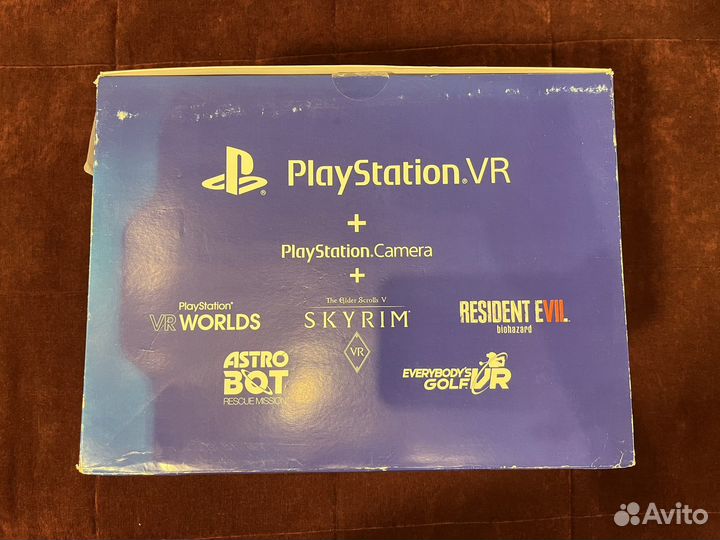 PlayStation®VR
+
PlayStation®Camera
+
PlayStation®
VR WORLDS
The Elder Scrolls V
SKYRIM
VR
RESIDENT EVII
biohazard
ASTRO
BOT
RESCUE MISSION
EVERYBODY'S
GOLF VR
Avito